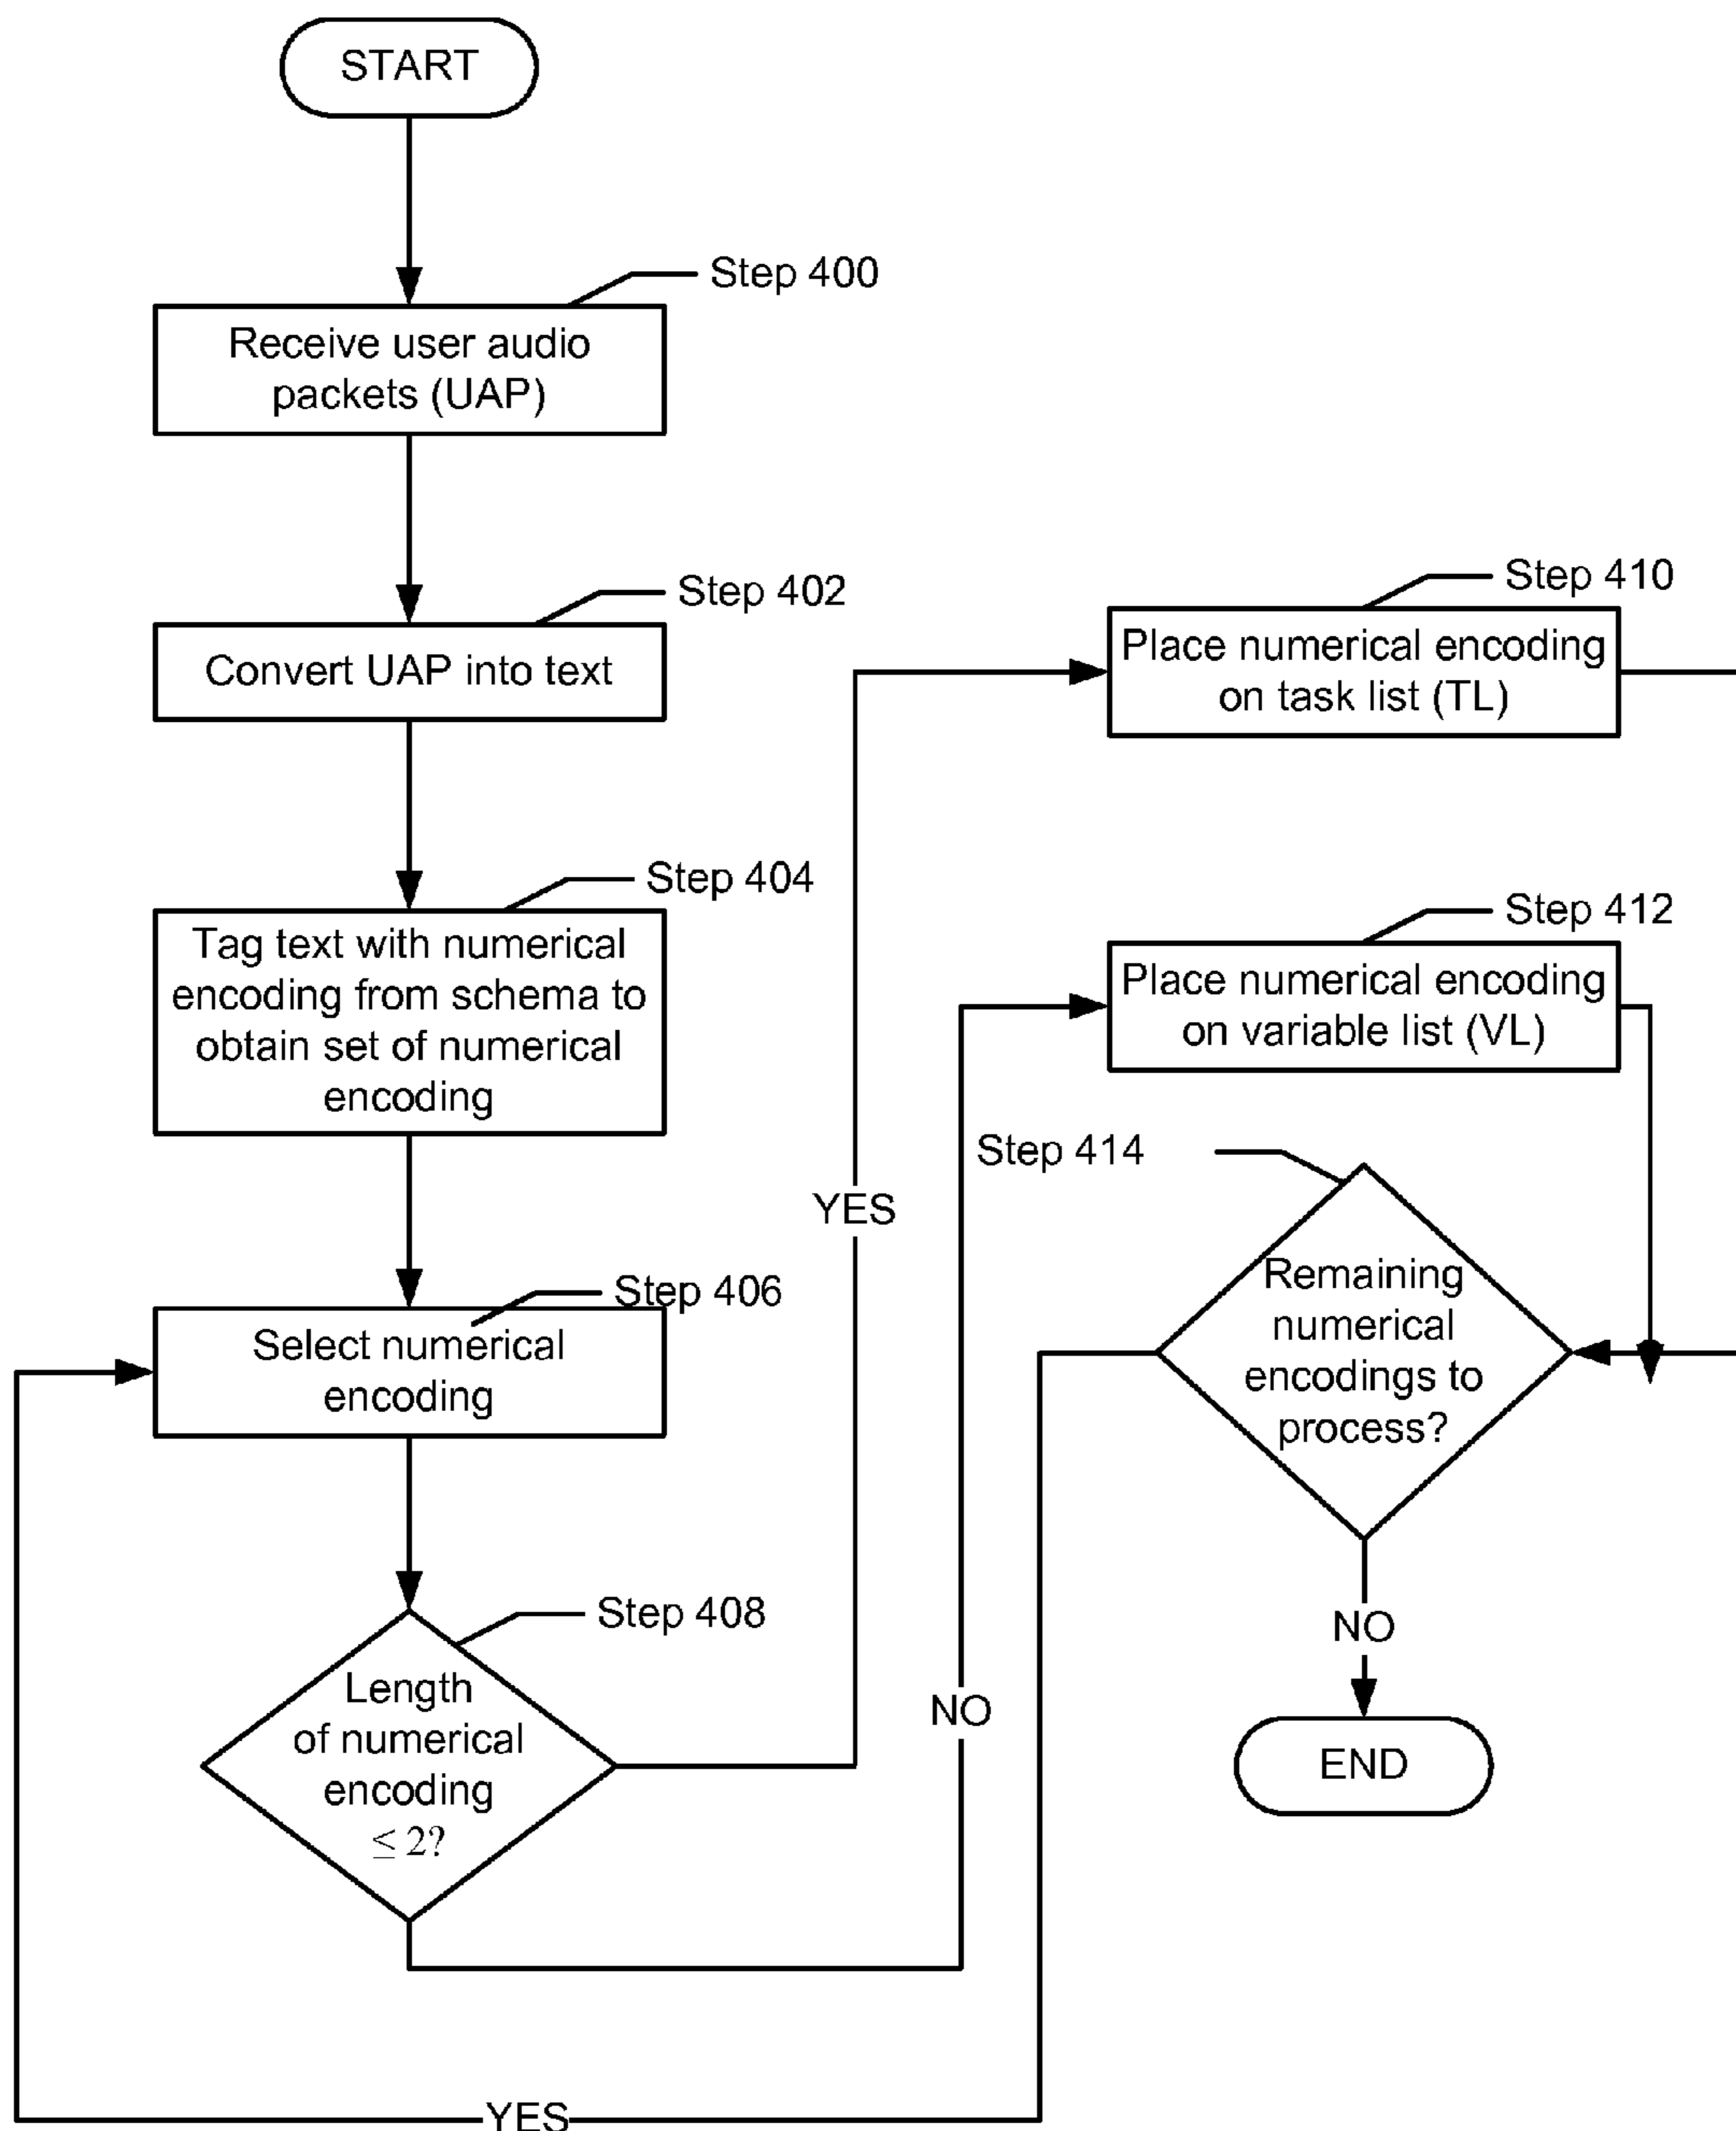 START
Step 400
Receive user audio
packets (UAP)
Step 402
Convert UAP into text
Step 404
Tag text with numerical
encoding from schema to
obtain set of numerical
encoding
Step 406
Select numerical
encoding
Step 408
Length
of numerical
encoding
≤ 2?
YES
NO
Step 410
Place numerical encoding
on task list (TL)
Step 412
Place numerical encoding
on variable list (VL)
Step 414
Remaining
numerical
encodings to
process?
NO
END
YES